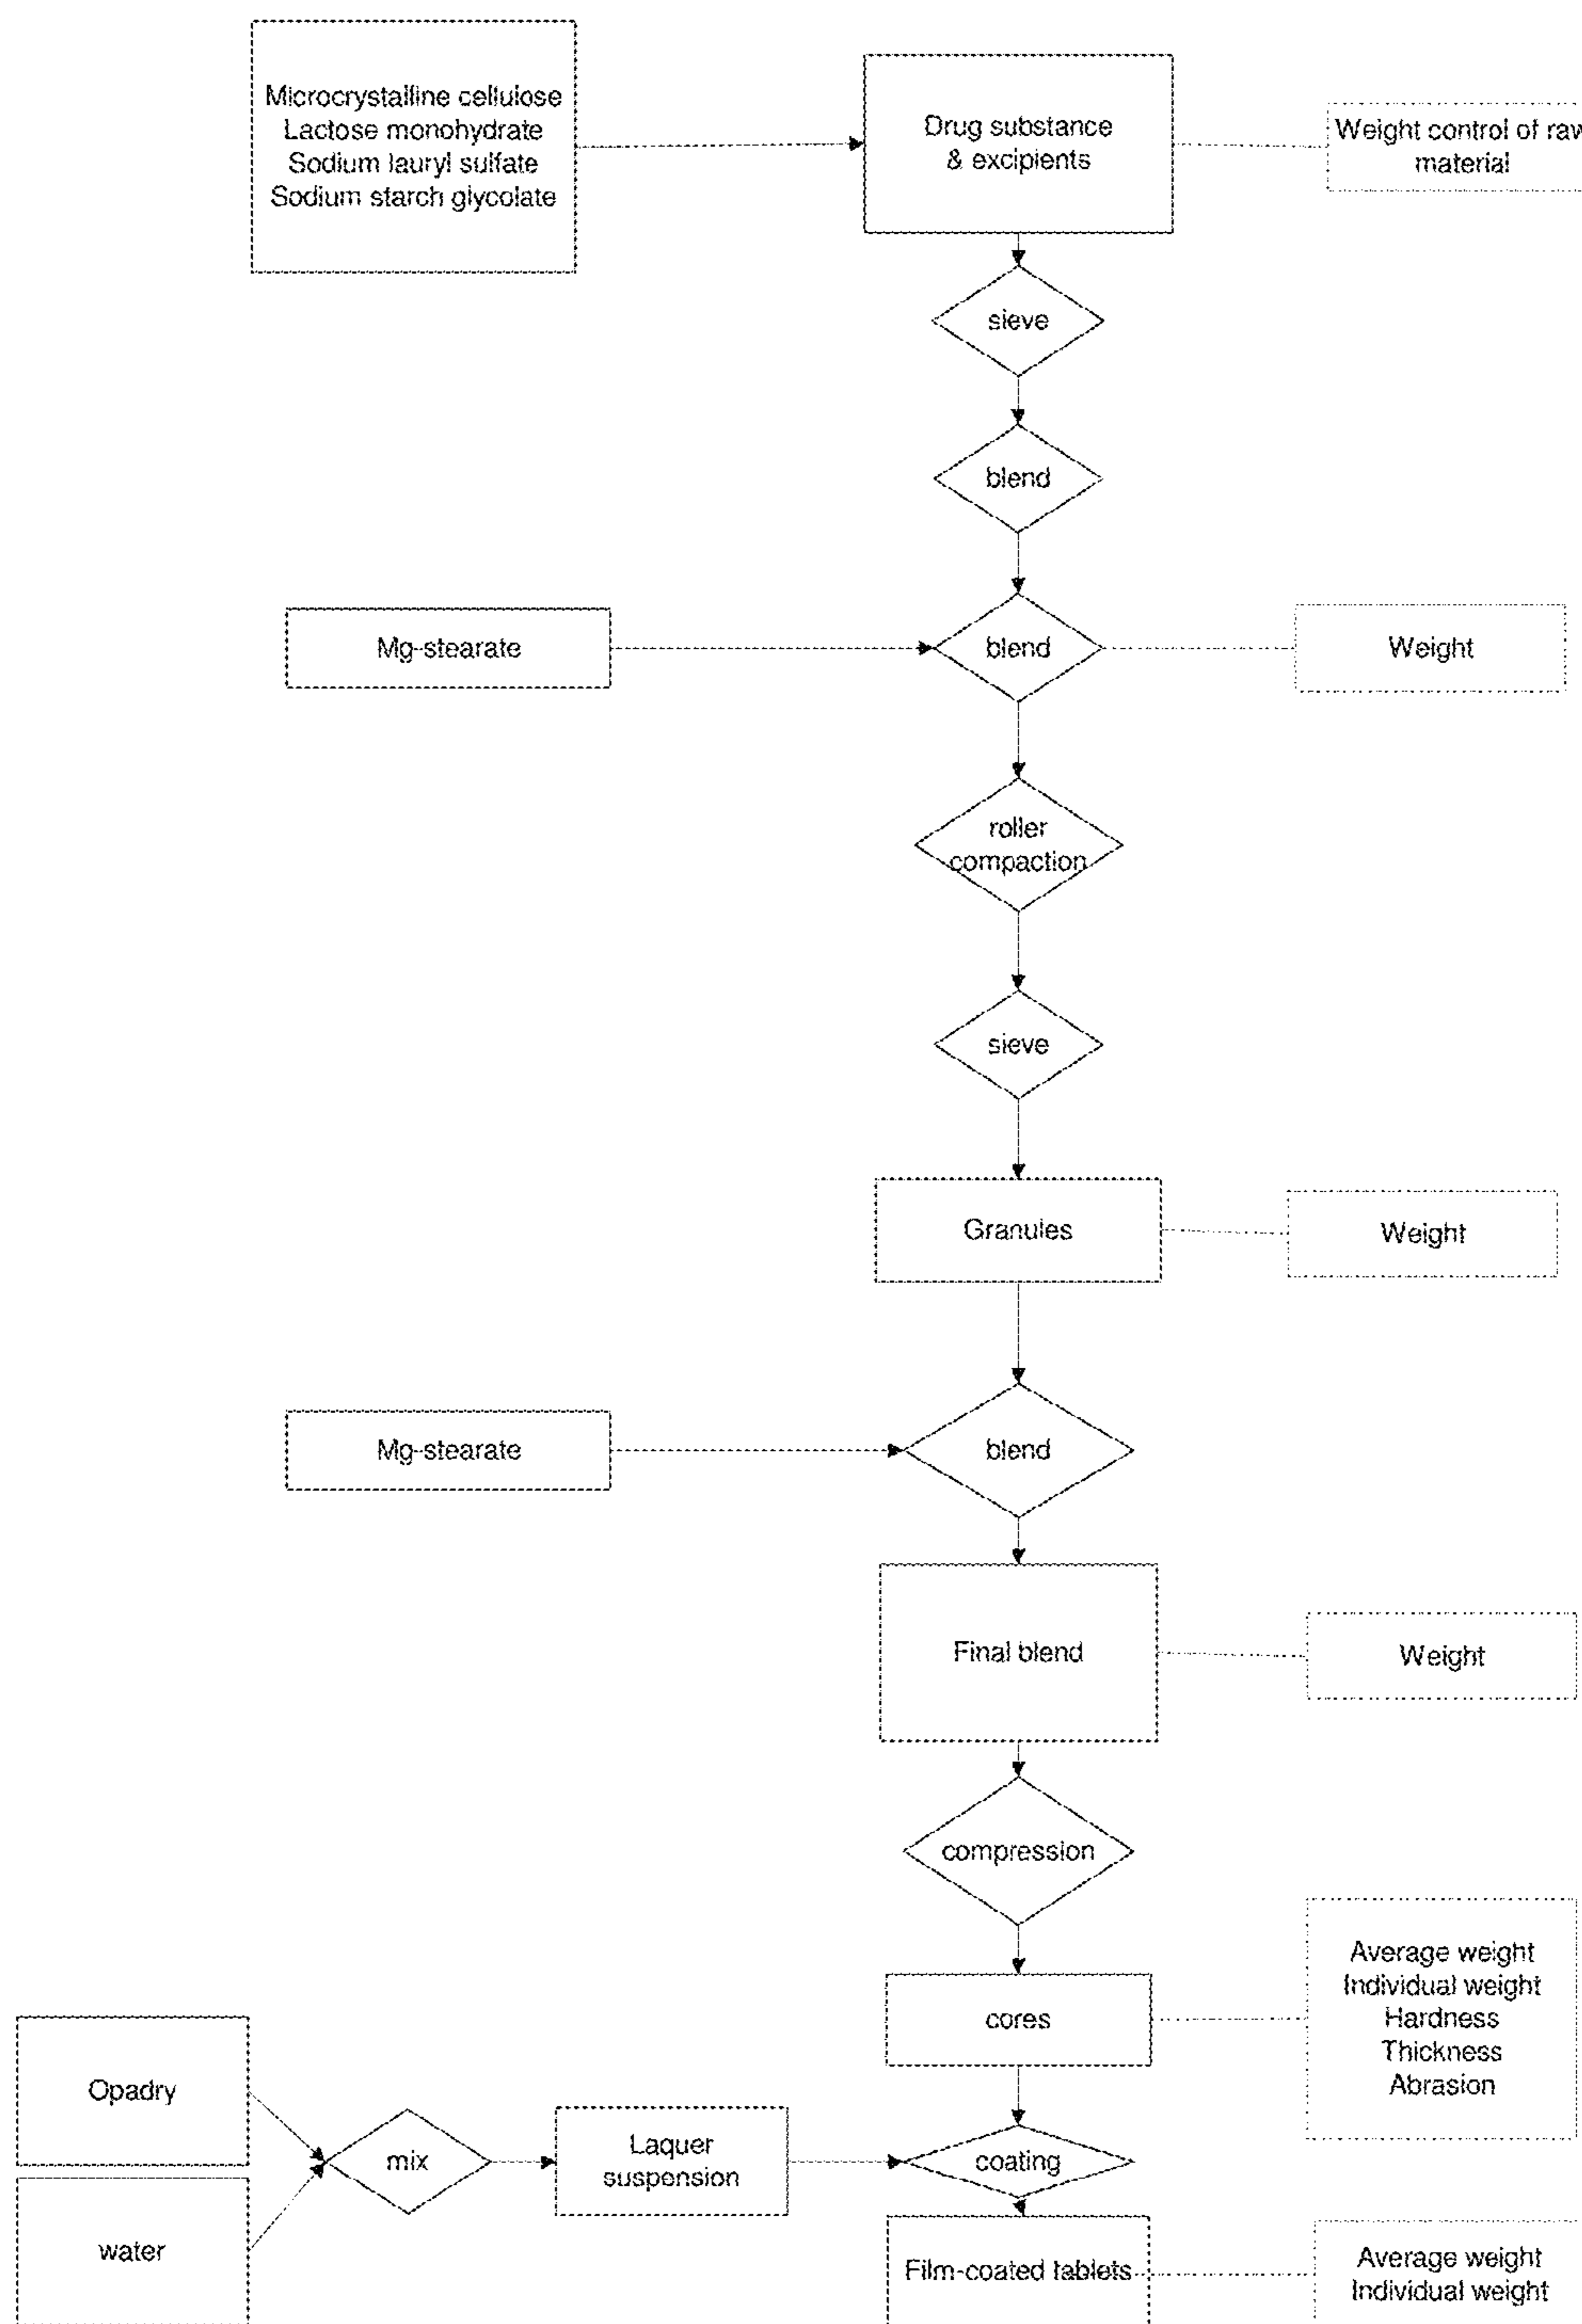 Microcrystalline cellulose
Lactose monohydrate
Sodium lauryl sulfate
Sodium starch glycolate
Drug substance
& excipients
Weight control of raw
material
sieve
blend
Mg-stearate
blend
Weight
roller
compaction
sieve
Granules
Weight
Mg-stearate
blend
Final blend
Weight
compression
cores
Average weight
Individual weight
Hardness
Thickness
Abrasion
Opadry
water
mix
Laquer
suspension
coating
Film-coated tablets
Average weight
Individual weight